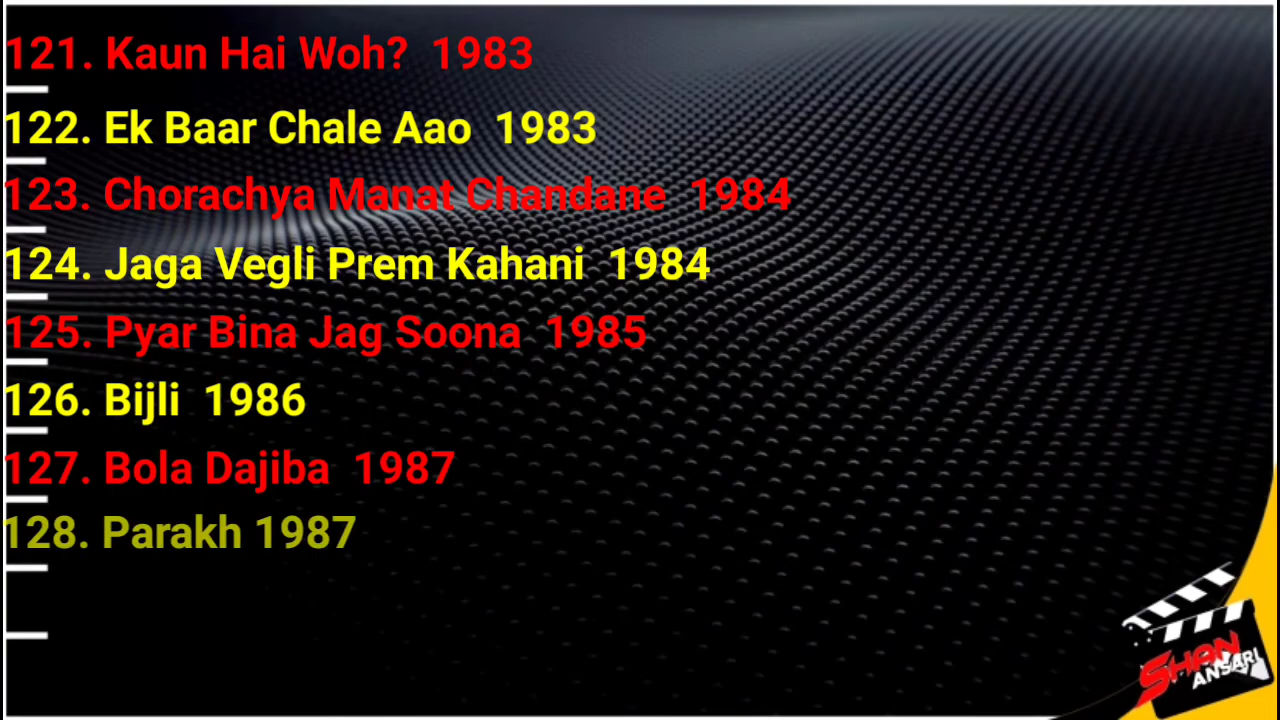 121. Kaun Hai Woh? 1983
122. Ek Baar Chale Aao 1983
123. Chorachya Manat Chandane 1984
124. Jaga Vegli Prem Kahani 1984
125. Pyar Bina Jag Soona 1985
126. Bijli 1986
127. Bola Dajiba 1987
128. Parakh 1987
SHAN
ANSARI